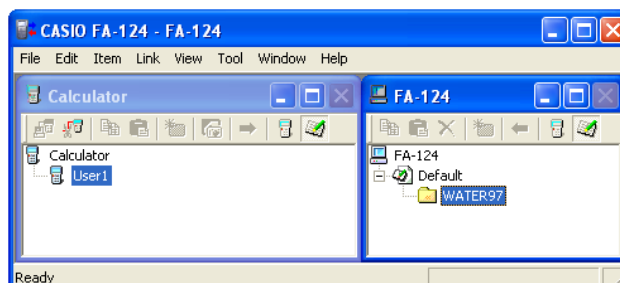 CASIO FA-124 - FA-124
File Edit Item Link View Tool Window Help
Calculator
Calculator
User1
FA-124
FA-124
Default
WATER97
Ready